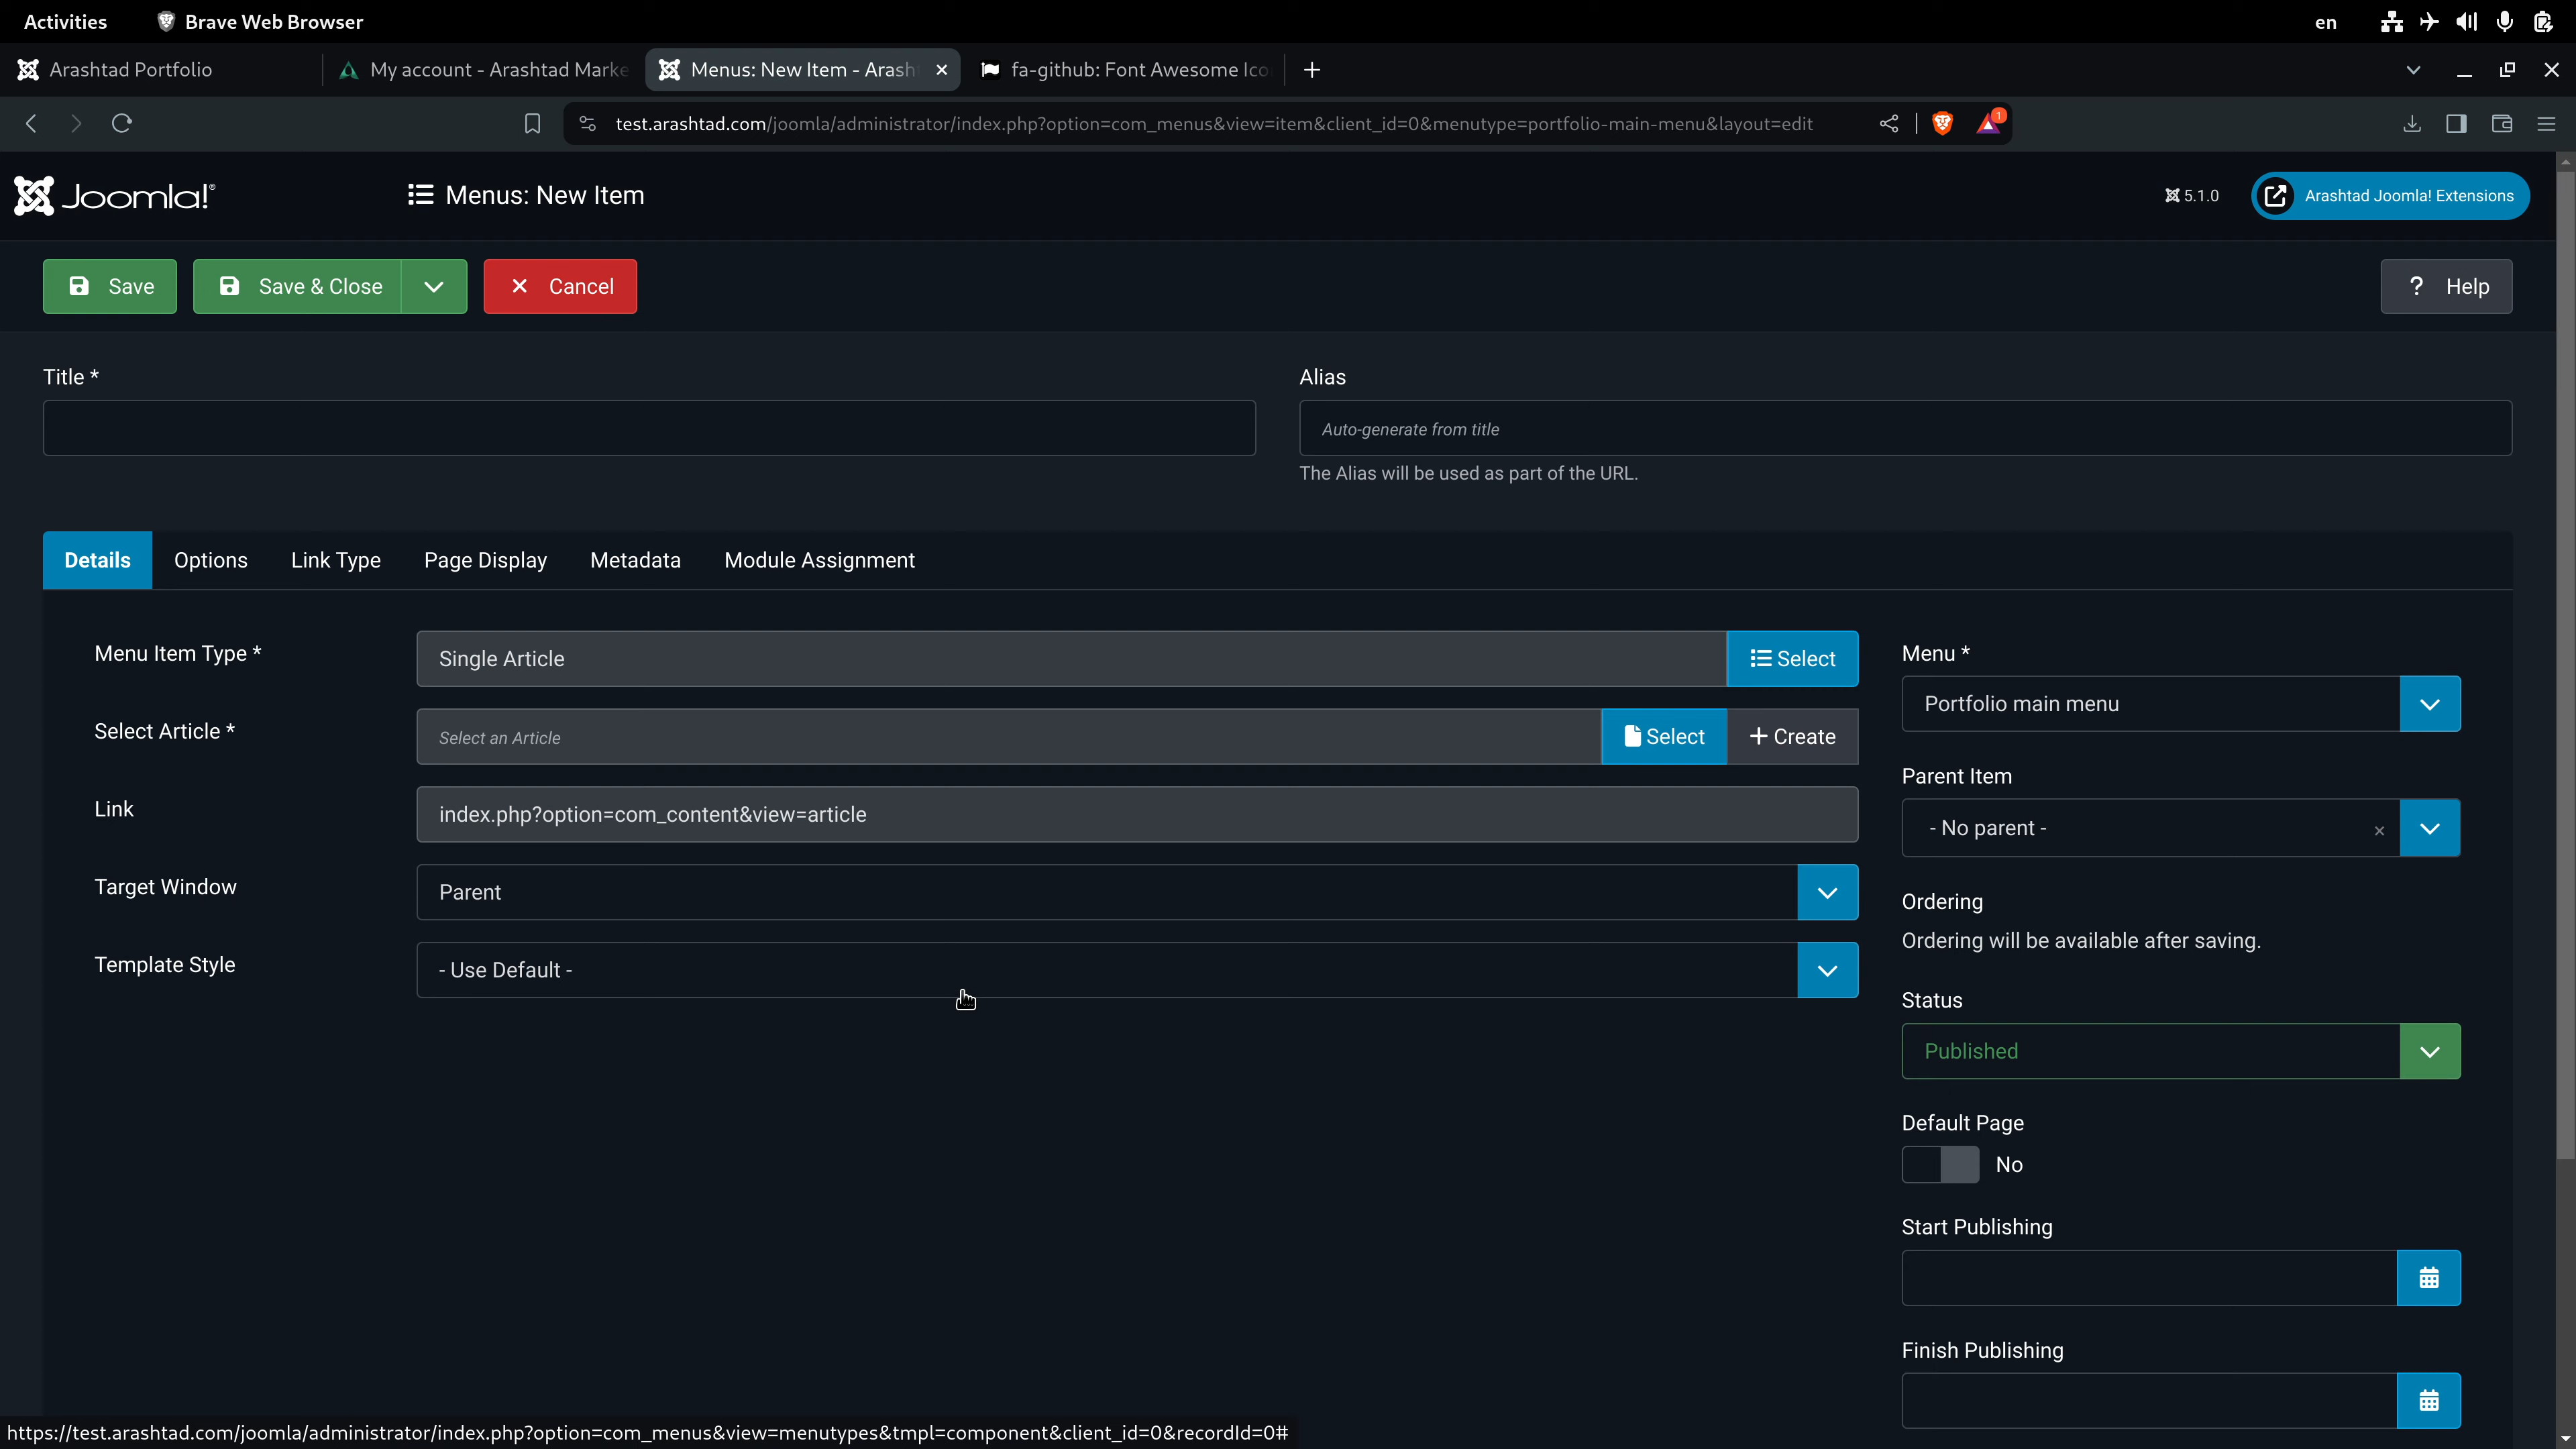 Activities
Brave Web Browser
en
Arashtad Portfolio
My account - Arashtad Marke
Menus: New Item - Arasht
fa-github: Font Awesome Ico
test.arashtad.com/joomla/administrator/index.php?option=com_menus&view=item&client_id=0&menutype=portfolio-main-menu&layout=edit
1
Joomla!®
Menus: New Item
5.1.0
Arashtad Joomla! Extensions
Save
Save & Close
Cancel
? Help
Title *
Alias
Auto-generate from title
The Alias will be used as part of the URL.
Details
Options
Link Type
Page Display
Metadata
Module Assignment
Menu Item Type *
Single Article
Select
Select Article *
Select an Article
Select
Create
Link
index.php?option=com_content&view=article
Target Window
Parent
Template Style
- Use Default -
Menu *
Portfolio main menu
Parent Item
- No parent -
Ordering
Ordering will be available after saving.
Status
Published
Default Page
No
Start Publishing
Finish Publishing
https://test.arashtad.com/joomla/administrator/index.php?option=com_menus&view=menutypes&tmpl=component&client_id=0&recordId=0#